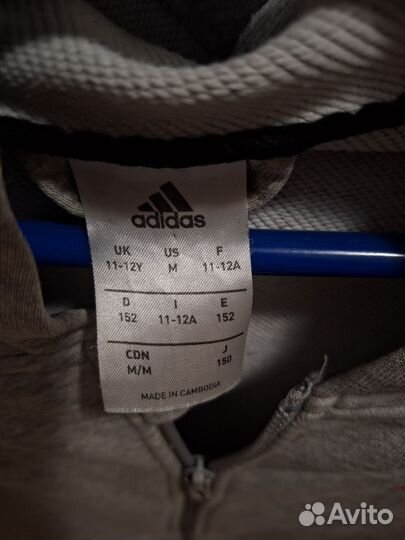 adidas
UK US F
11-12Y M 11-12A
D I E
152 11-12A 152
CDN J
M/M 150
MADE IN CAMBODIA
Avito